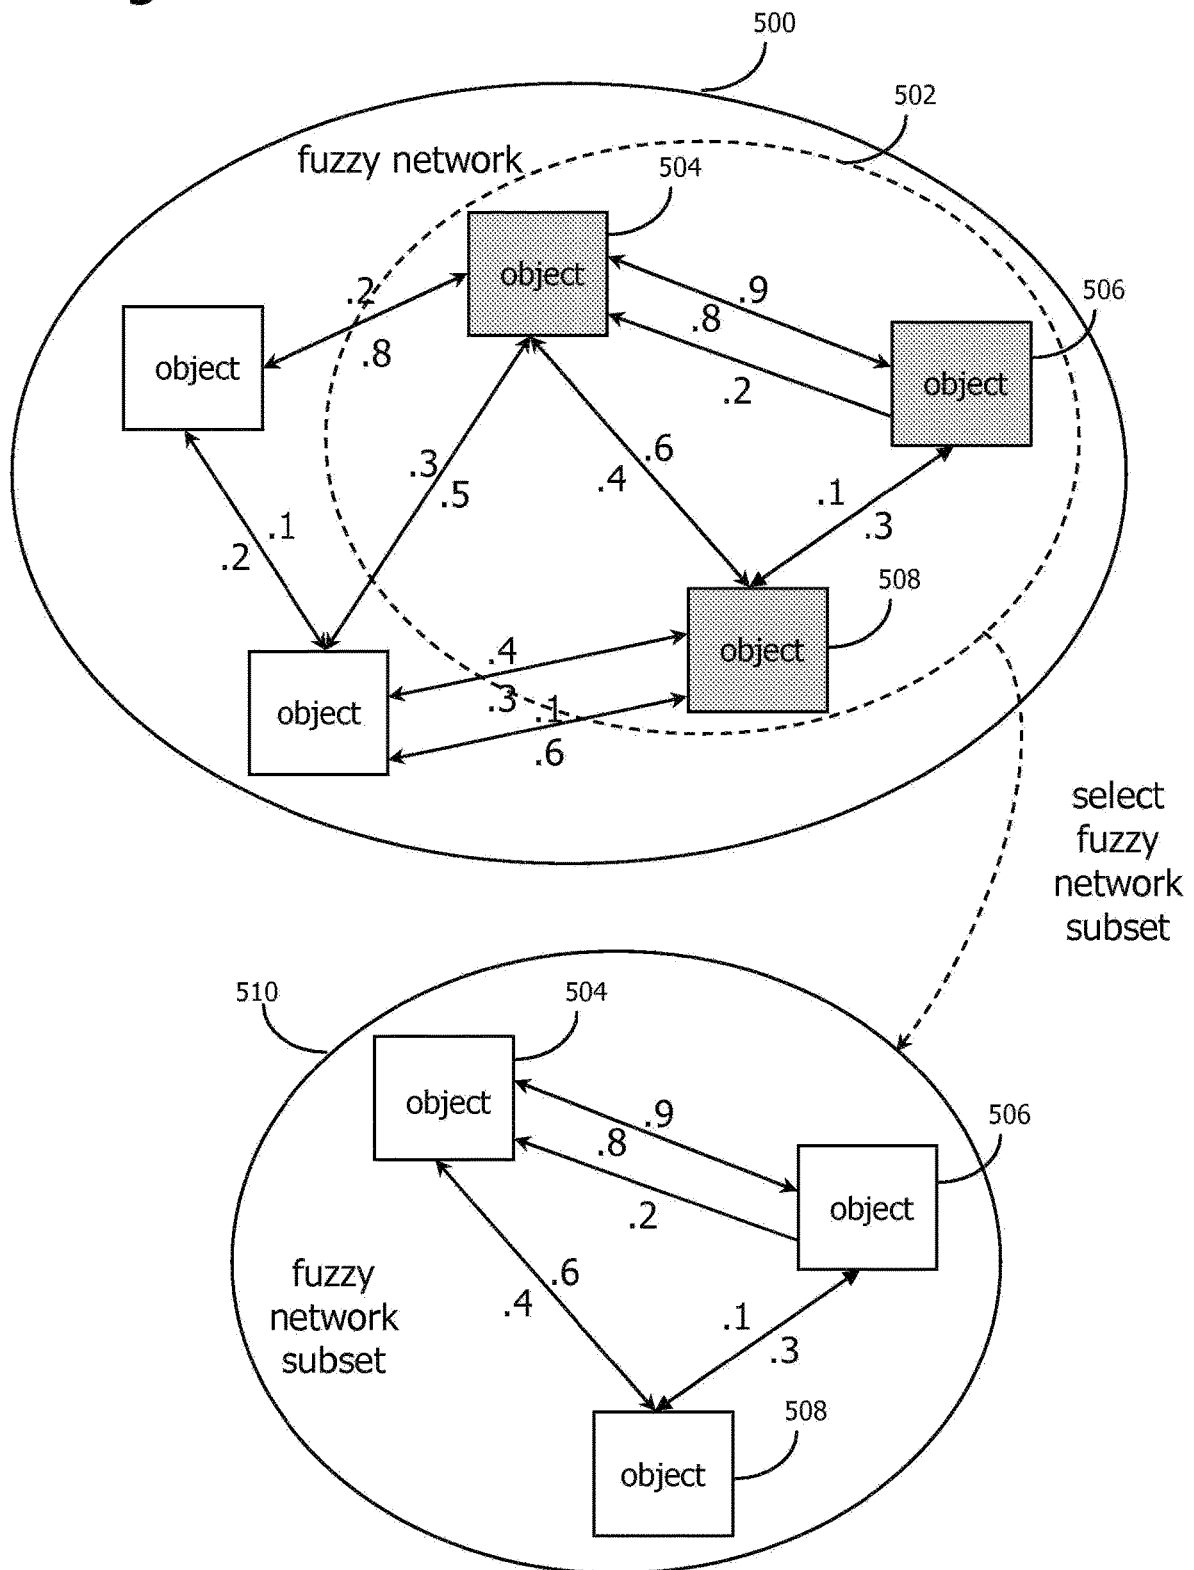 500
502
fuzzy network
504
object
.2
.9
506
.8
object
.8
object
.2
.6
.3
.4
.5
.1
.1
.3
.2
508
object
.4
.3
.1
object
.6
select
fuzzy
network
subset
510
504
object
.9
506
.8
object
.2
.6
fuzzy
.4
network
.1
subset
.3
508
object